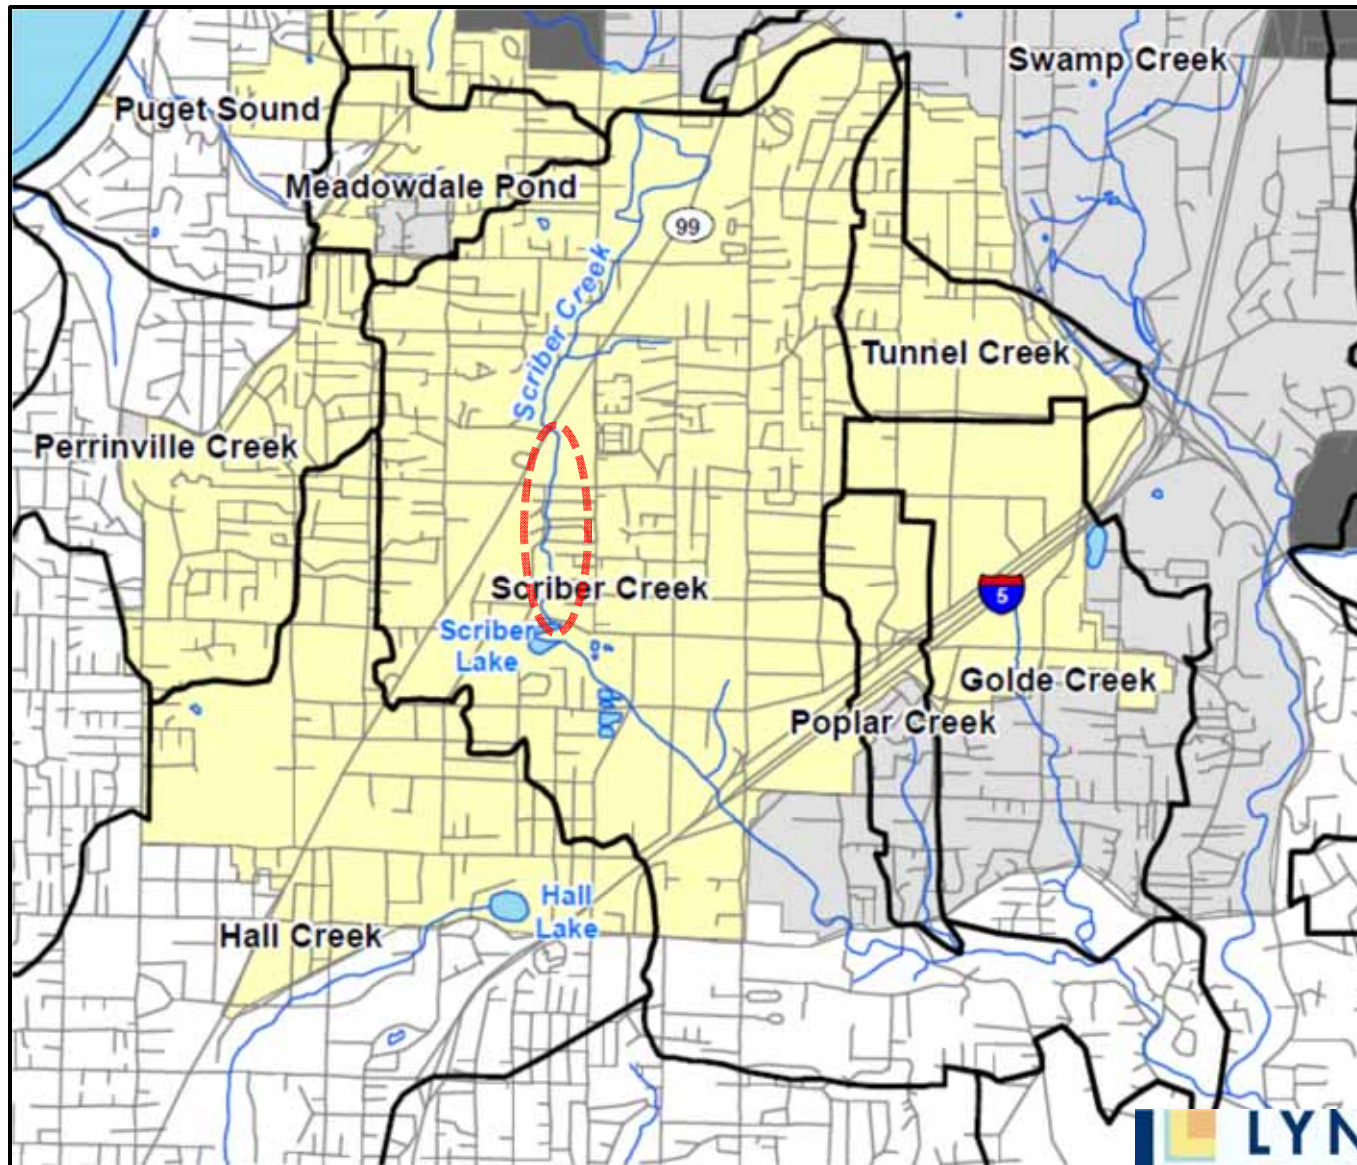 Swamp Creek
Puget Sound
Meadowdale Pond
99
Scriber Creek
Tunnel Creek
Perrinville Creek
Scriber Creek
5
Scriber
Lake
Golde Creek
Poplar Creek
Hall
Lake
Hall Creek
LYN